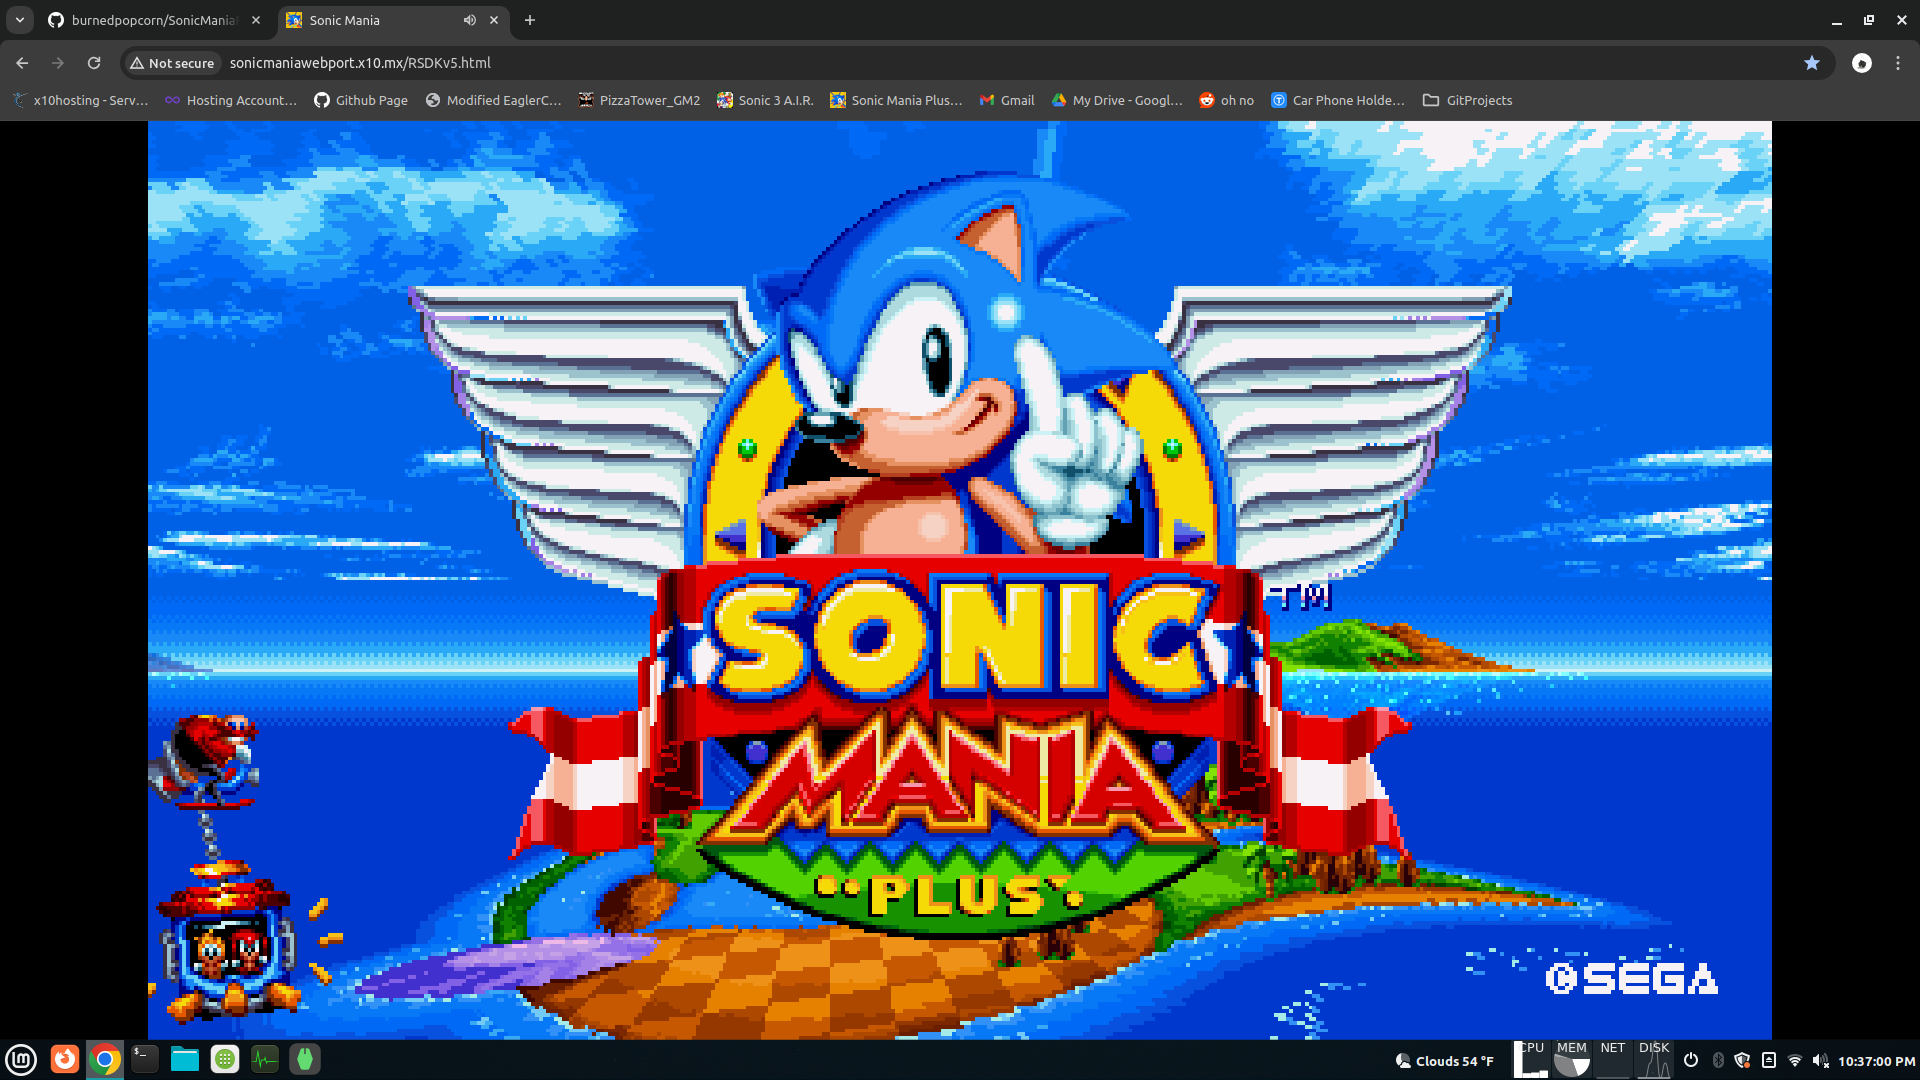 burnedpopcorn/SonicMania
Sonic Mania
Not secure
sonicmaniawebport.x10.mx/RSDKv5.html
x10hosting - Serv...
Hosting Account...
Github Page
Modified EaglerC...
PizzaTower_GM2
Sonic 3 A.I.R.
Sonic Mania Plus...
Gmail
My Drive - Googl...
oh no
Car Phone Holde...
GitProjects
SONIC
TM
MANIA
PLUS
©SEGA
Clouds 54 °F
CPU
MEM
NET
DISK
10:37:00 PM